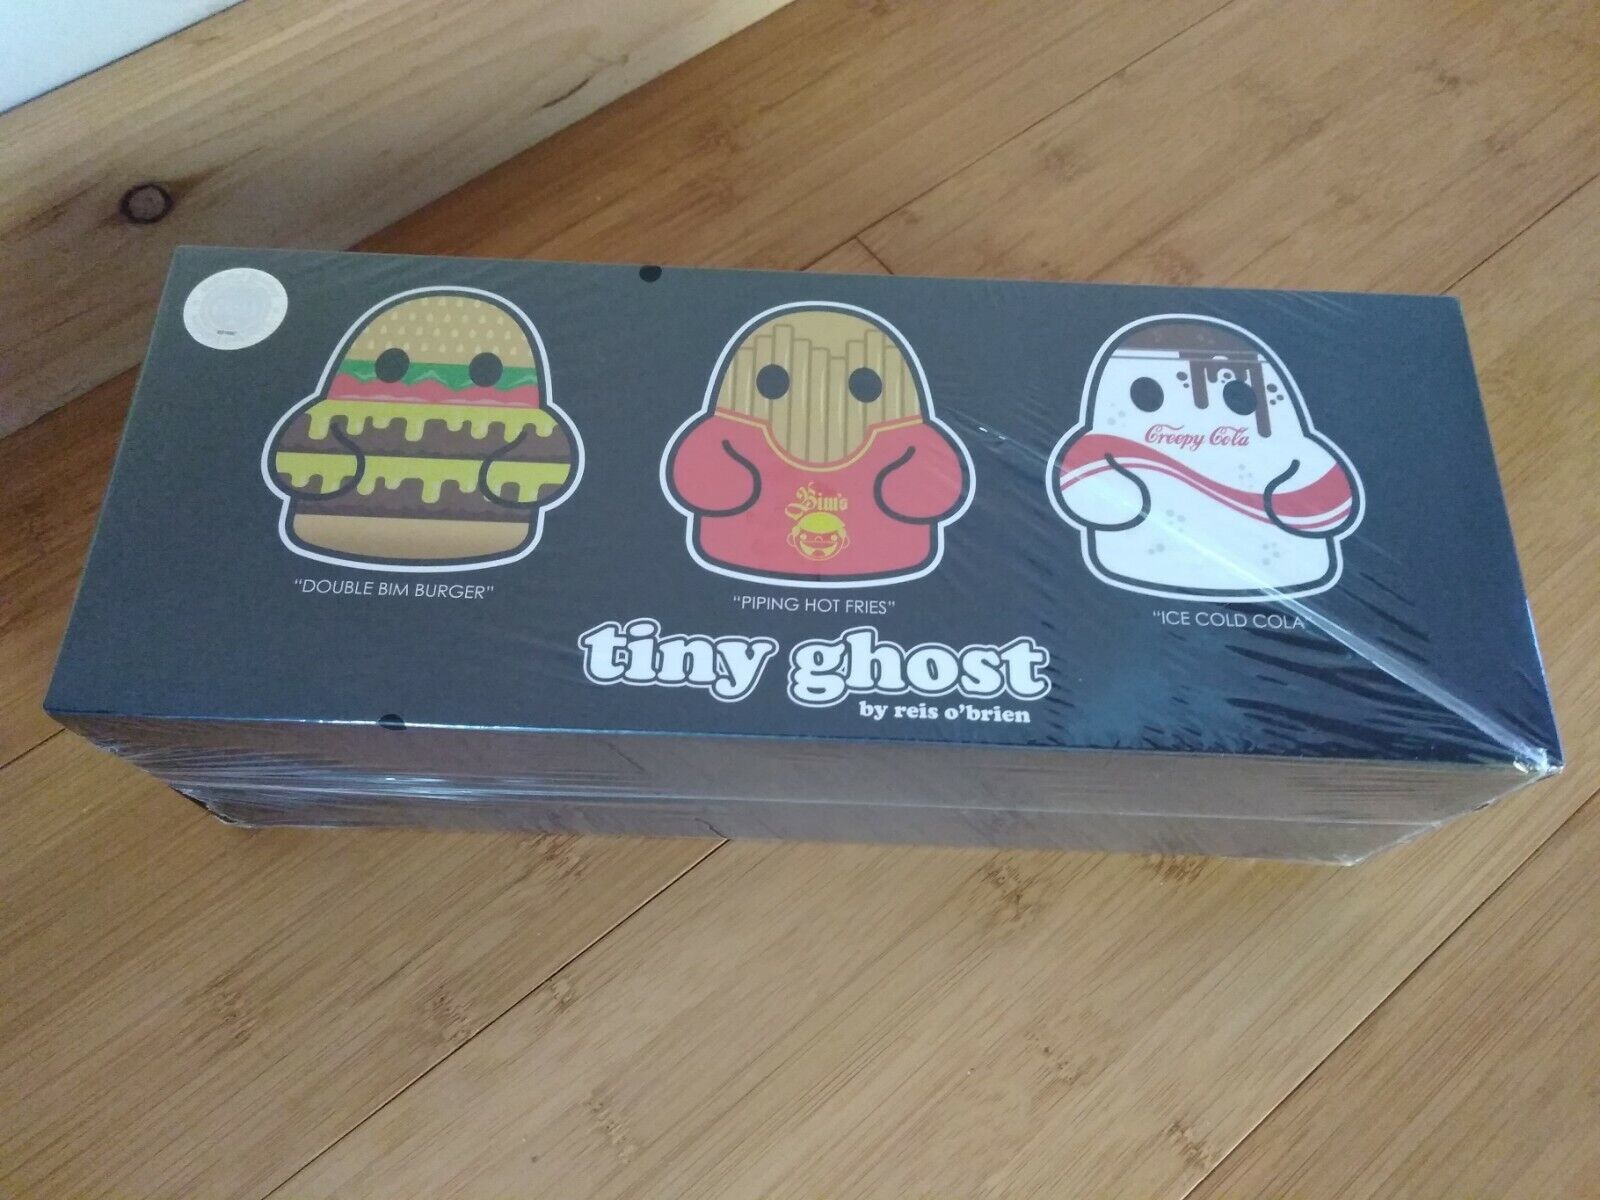 Creepy Cola
Bim's
"DOUBLE BIM BURGER"
"PIPING HOT FRIES"
"ICE COLD COLA"
tiny ghost
by reis o'brien